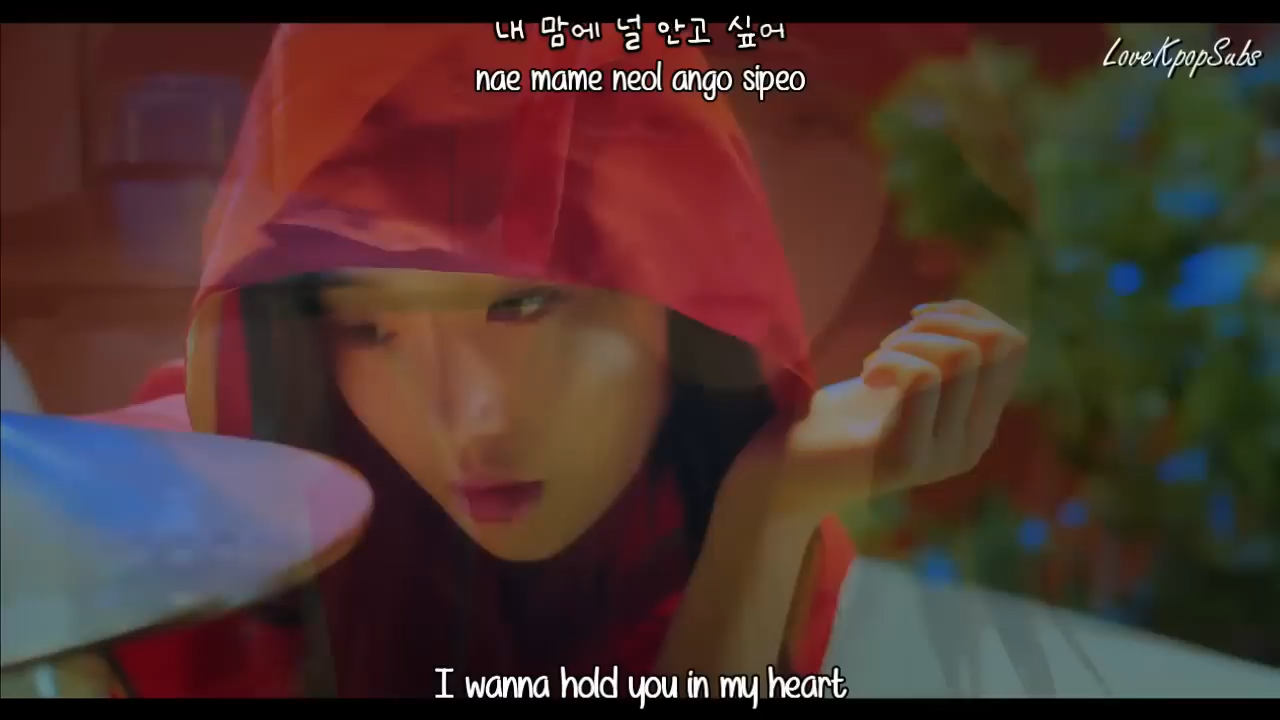 내 맘에 널 안고 싶어
nae mame neol ango sipeo
LoveKpopSubs
I wanna hold you in my heart